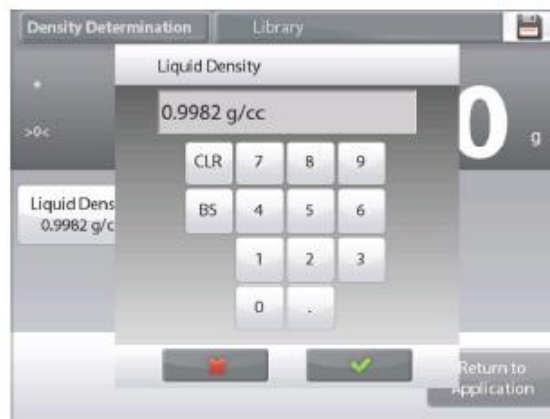 Density Determination
Library
Liquid Density
0.9982 g/cc
>0<
0
g
CLR 7 8 9
Liquid Dens
0.9982 g/c
BS 4 5 6
1 2 3
0 .
Return to
Application